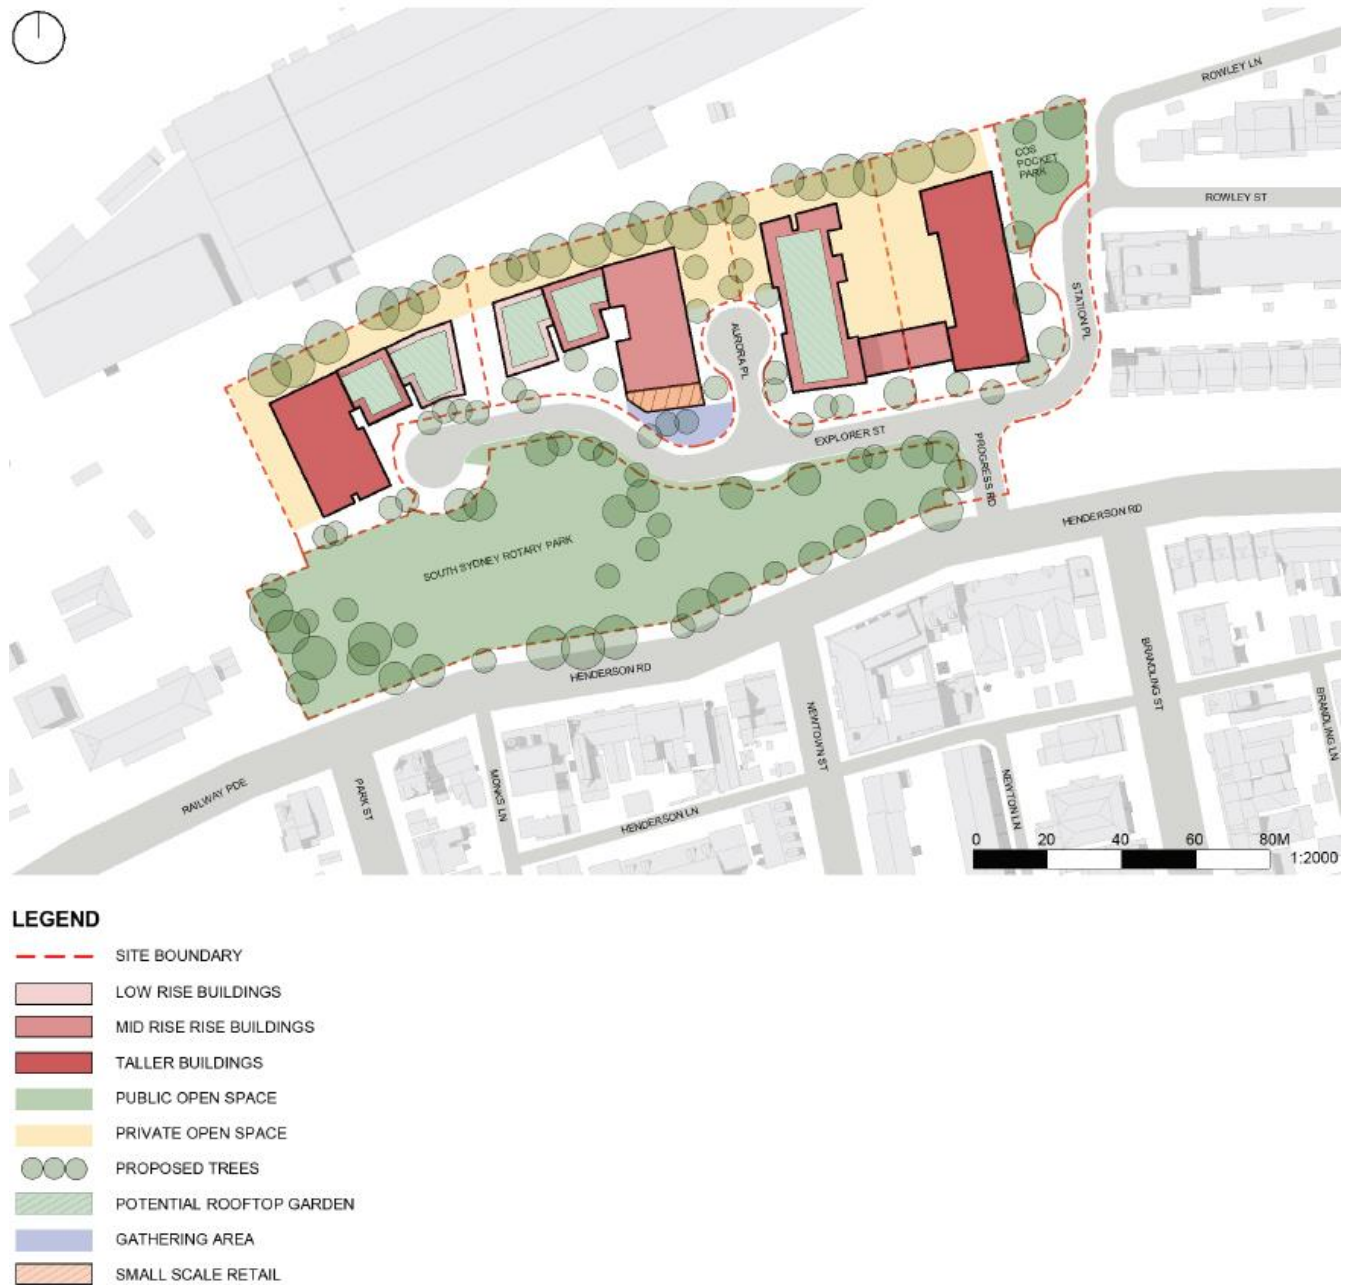 ROWLEY LN
COS
POCKET
PARK
ROWLEY ST
STATION PL
AURORA PL
EXPLORER ST
PROGRESS RD
HENDERSON RD
SOUTH SYDNEY ROTARY PARK
HENDERSON RD
BRANDLING ST
BRANDLING LN
NEWTOWN ST
RAILWAY PDE
PARK ST
MONKS LN
HENDERSON LN
NEWTON LN
0 20 40 60 80M
1:2000
LEGEND
SITE BOUNDARY
LOW RISE BUILDINGS
MID RISE RISE BUILDINGS
TALLER BUILDINGS
PUBLIC OPEN SPACE
PRIVATE OPEN SPACE
PROPOSED TREES
POTENTIAL ROOFTOP GARDEN
GATHERING AREA
SMALL SCALE RETAIL